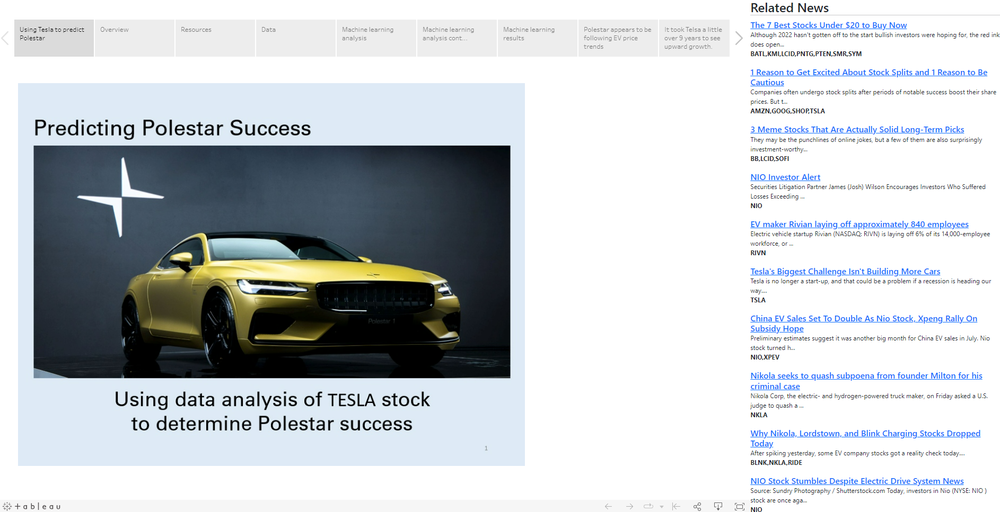 Using Tesla to predict
Polestar
Overview
Resources
Data
Machine learning
analysis
Machine learning
analysis cont...
Machine learning
results
Polestar appears to be
following EV price
trends
It took Telsa a little
over 9 years to see
upward growth.
Predicting Polestar Success
Polestar 1
Using data analysis of TESLA stock
to determine Polestar success
1
+ a b l e a u
Related News
The 7 Best Stocks Under $20 to Buy Now
Although 2022 hasn't gotten off to the start bullish investors were hoping for, the red ink
does open...
BATL,KMI,LCID,PNTG,PTEN,SMR,SYM
1 Reason to Get Excited About Stock Splits and 1 Reason to Be
Cautious
Companies often undergo stock splits after periods of notable success boost their share
prices. But t...
AMZN,GOOG,SHOP,TSLA
3 Meme Stocks That Are Actually Solid Long-Term Picks
They may be the punchlines of online jokes, but a few of them are also surprisingly
investment-worthy...
BB,LCID,SOFI
NIO Investor Alert
Securities Litigation Partner James (Josh) Wilson Encourages Investors Who Suffered
Losses Exceeding ...
NIO
EV maker Rivian laying off approximately 840 employees
Electric vehicle startup Rivian (NASDAQ: RIVN) is laying off 6% of its 14,000-employee
workforce, or ...
RIVN
Tesla's Biggest Challenge Isn't Building More Cars
Tesla is no longer a start-up, and that could be a problem if a recession is heading our
way....
TSLA
China EV Sales Set To Double As Nio Stock, Xpeng Rally On
Subsidy Hope
Preliminary estimates suggest it was another big month for China EV sales in July. Nio
stock turned h...
NIO,XPEV
Nikola seeks to quash subpoena from founder Milton for his
criminal case
Nikola Corp, the electric- and hydrogen-powered truck maker, on Friday asked a U.S.
judge to quash a ...
NKLA
Why Nikola, Lordstown, and Blink Charging Stocks Dropped
Today
After spiking yesterday, some EV company stocks got a reality check today....
BLNK,NKLA,RIDE
NIO Stock Stumbles Despite Electric Drive System News
Source: Sundry Photography / Shutterstock.com Today, investors in Nio (NYSE: NIO )
stock are once aga...
NIO